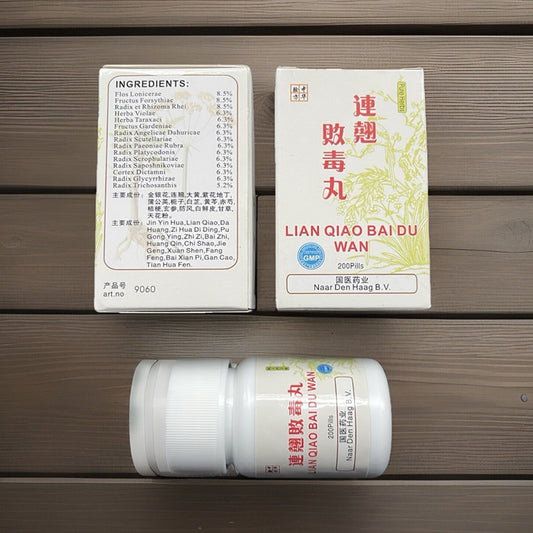 INGREDIENTS:
Flos Lonicerae 8.5%
Fructus Forsythiae 8.5%
Radix et Rhizoma Rhei 8.5%
Herba Violae 6.3%
Herba Taraxaci 6.3%
Fructus Gardeniae 6.3%
Radix Angelicae Dahuricae 6.3%
Radix Scutellariae 6.3%
Radix Paeoniae Rubra 6.3%
Radix Platycodonis 6.3%
Radix Scrophulariae 6.3%
Radix Saposhnikoviae 6.3%
Cortex Dictamni 6.3%
Radix Glycyrrhizae 6.3%
Radix Trichosanthis 5.2%
主要成份: 金银花,连翘,大黄,紫花地丁,
蒲公英,栀子,白芷,黄芩,赤芍,
桔梗,玄参,防风,白鲜皮,甘草,
天花粉。
主要成份: Jin Yin Hua,Lian Qiao,Da
Huang,Zi Hua Di Ding,Pu
Gong Ying,Zhi Zi,Bai Zhi,
Huang Qin,Chi Shao,Jie
Geng,Xuan Shen,Fang
Feng,Bai Xian Pi,Gan Cao,
Tian Hua Fen.
产品号
art.no 9060
中华
验方
Pure herbs
連翹
敗毒丸
LIAN QIAO BAI DU
WAN
GMP
200Pills
国医药业
Naar Den Haag B.V.
連翹敗毒丸
LIAN QIAO BAI DU WAN
200Pills
国医药业
Naar Den Haag B.V.